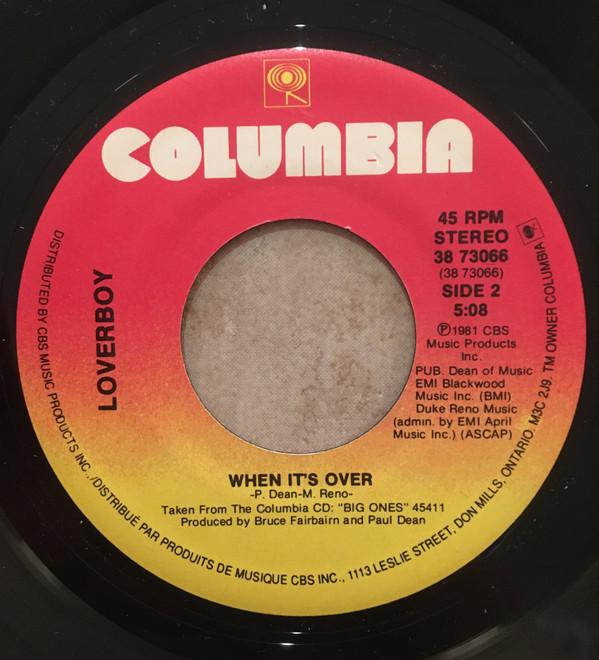 COLUMBIA
LOVERBOY
45 RPM
STEREO
38 73066
(38 73066)
SIDE 2
5:08
Ⓟ1981 CBS
Music Products
Inc.
PUB. Dean of Music
EMI Blackwood
Music Inc. (BMI)
Duke Reno Music
(admin. by EMI April
Music Inc.) (ASCAP)
WHEN IT'S OVER
-P. Dean-M. Reno-
Taken From The Columbia CD: "BIG ONES" 45411
Produced by Bruce Fairbairn and Paul Dean
DISTRIBUTED BY CBS MUSIC PRODUCTS INC., /DISTRIBUÉ PAR PRODUITS DE MUSIQUE CBS INC., 1113 LESLIE STREET, DON MILLS, ONTARIO. M3C 2J9. TM OWNER COLUMBIA